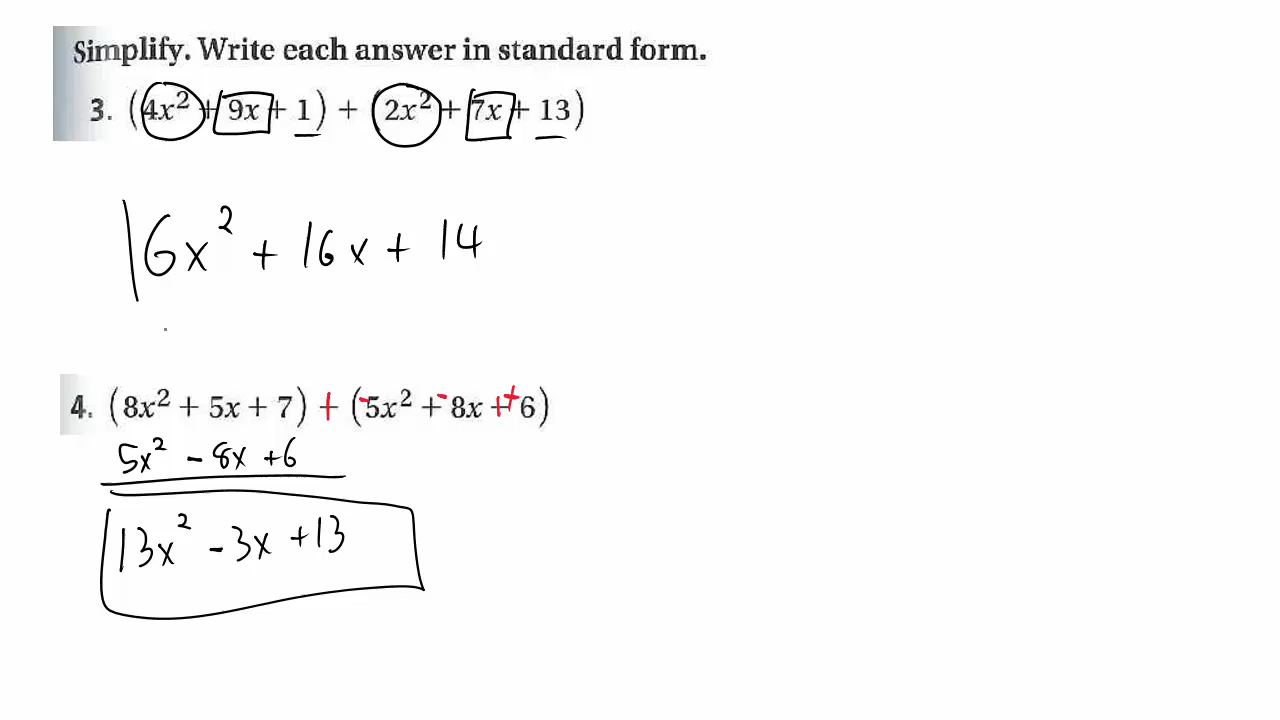 Simplify. Write each answer in standard form.
3. (4x² + 9x + 1) + (2x² + 7x + 13)
6x² + 16x + 14
4. (8x² + 5x + 7) + (-5x² + -8x + +6)
5x² - 8x + 6
13x² - 3x + 13